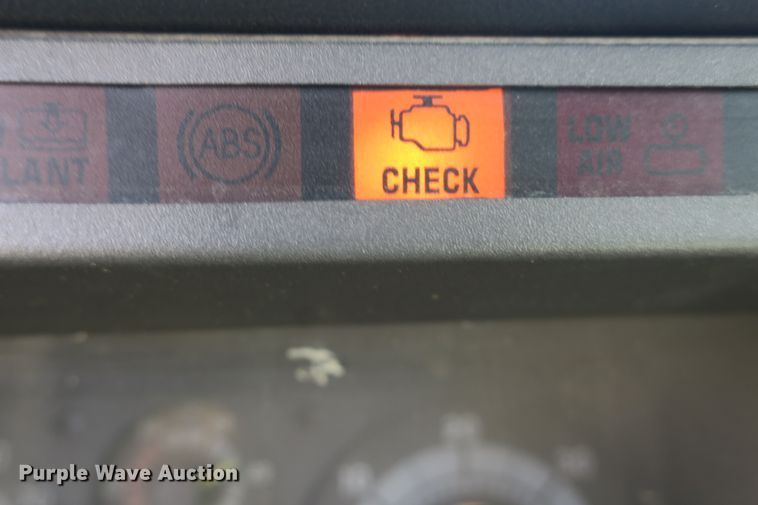 LANT
ABS
CHECK
LOW
AIR
Purple Wave Auction